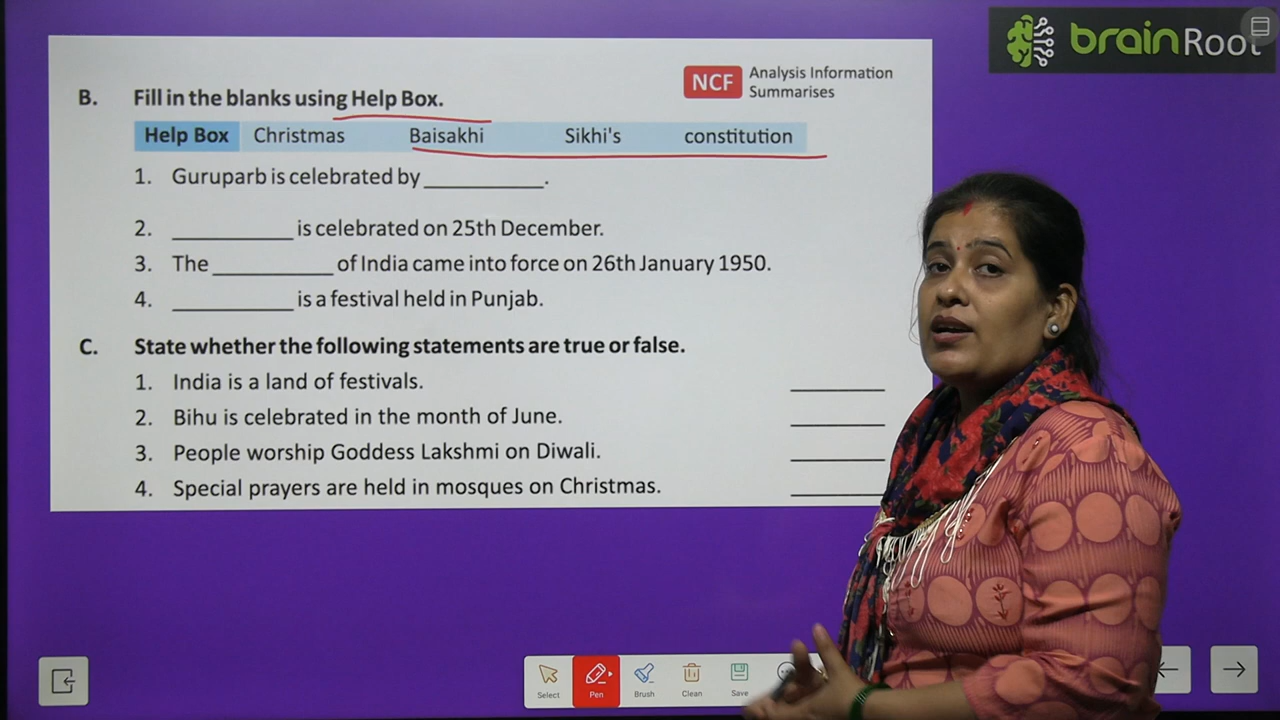 brainRoot
NCF Analysis Information
Summarises
B. Fill in the blanks using Help Box.
Help Box Christmas Baisakhi Sikhi's constitution
1. Guruparb is celebrated by __________.
2. __________ is celebrated on 25th December.
3. The __________ of India came into force on 26th January 1950.
4. __________ is a festival held in Punjab.
C. State whether the following statements are true or false.
1. India is a land of festivals. ________
2. Bihu is celebrated in the month of June. ________
3. People worship Goddess Lakshmi on Diwali. ________
4. Special prayers are held in mosques on Christmas. ________
Select Pen Brush Clean Save